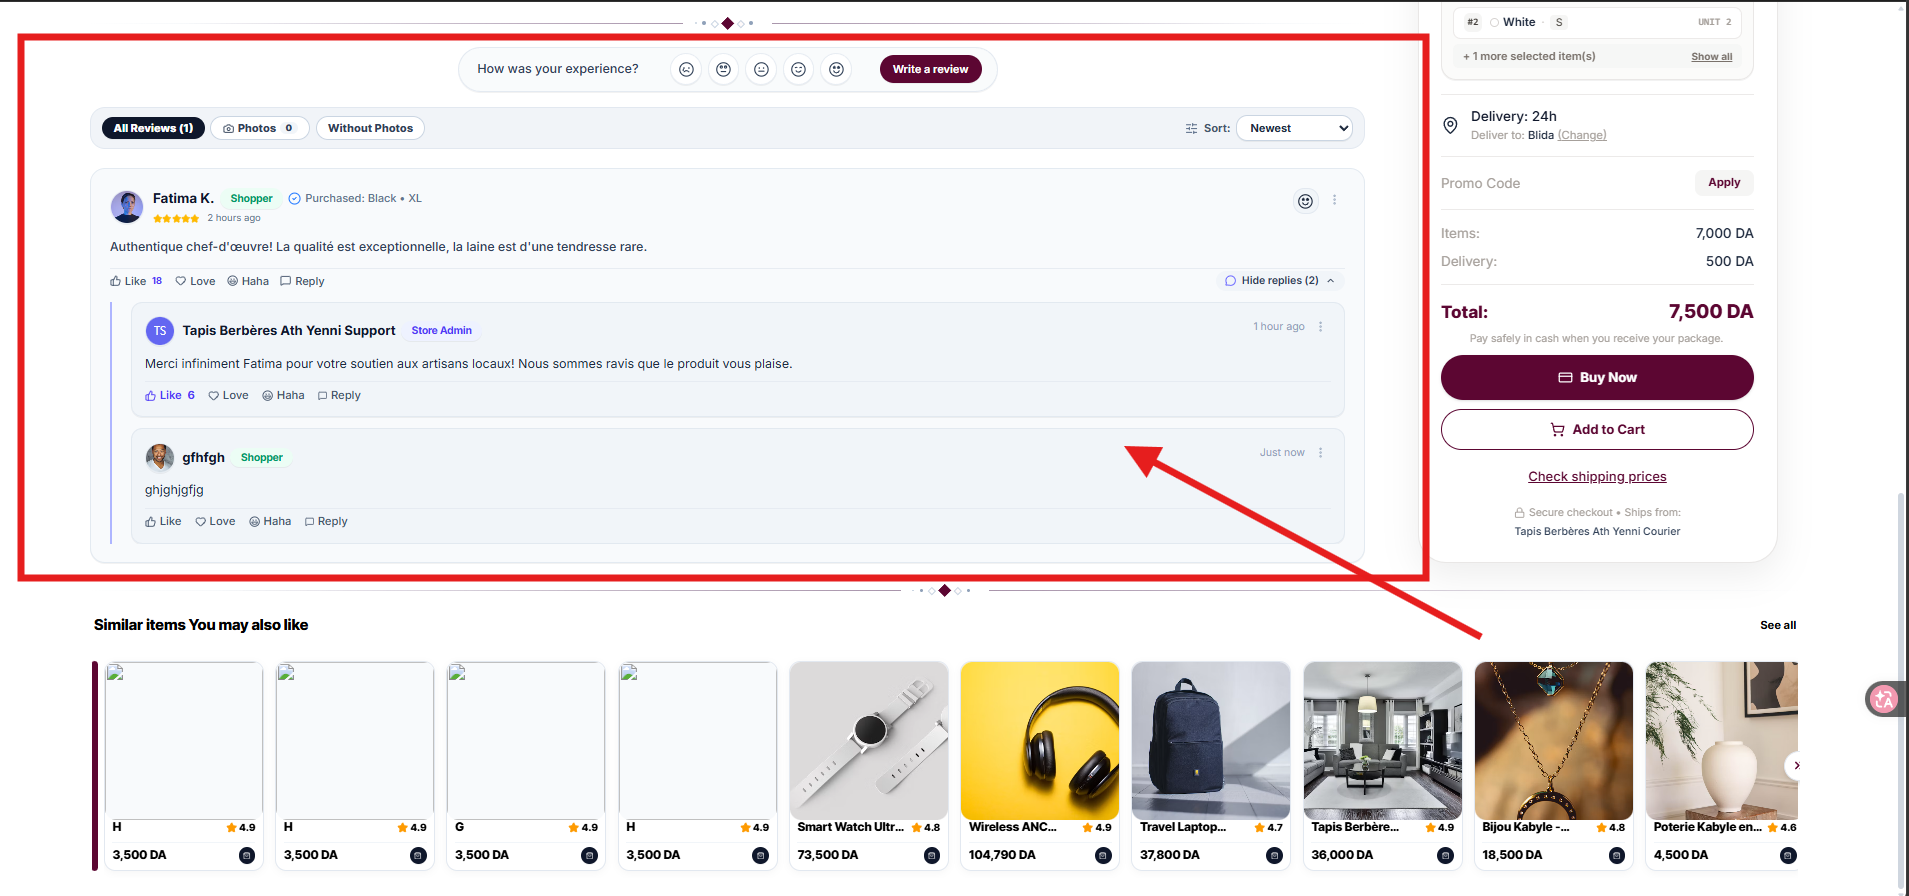 #2 White · S UNIT 2
+ 1 more selected item(s) Show all
How was your experience? Write a review
All Reviews (1) Photos 0 Without Photos Sort: Newest
Fatima K. Shopper Purchased: Black • XL
2 hours ago
Authentique chef-d'œuvre! La qualité est exceptionnelle, la laine est d'une tendresse rare.
Like 18 Love Haha Reply Hide replies (2)
TS Tapis Berbères Ath Yenni Support Store Admin 1 hour ago
Merci infiniment Fatima pour votre soutien aux artisans locaux! Nous sommes ravis que le produit vous plaise.
Like 6 Love Haha Reply
gfhfgh Shopper Just now
ghjghjgfjg
Like Love Haha Reply
Delivery: 24h
Deliver to: Blida (Change)
Promo Code Apply
Items: 7,000 DA
Delivery: 500 DA
Total: 7,500 DA
Pay safely in cash when you receive your package.
Buy Now
Add to Cart
Check shipping prices
Secure checkout • Ships from:
Tapis Berbères Ath Yenni Courier
Similar items You may also like See all
H 4.9
3,500 DA
H 4.9
3,500 DA
G 4.9
3,500 DA
H 4.9
3,500 DA
Smart Watch Ultr... 4.8
73,500 DA
Wireless ANC... 4.9
104,790 DA
Travel Laptop... 4.7
37,800 DA
Tapis Berbère... 4.9
36,000 DA
Bijou Kabyle -... 4.8
18,500 DA
Poterie Kabyle en... 4.6
4,500 DA